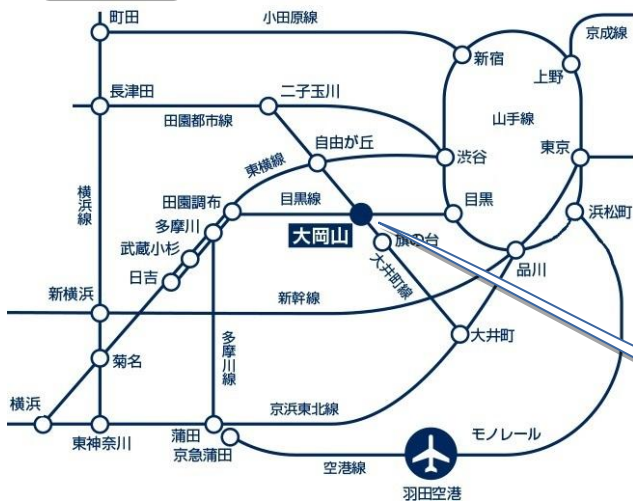 町田
小田原線
京成線
新宿
上野
長津田
二子玉川
田園都市線
山手線
自由が丘
東横線
渋谷
東京
横浜線
田園調布
目黒線
目黒
浜松町
多摩川
大岡山
旗の台
武蔵小杉
大井町線
品川
日吉
新横浜
新幹線
多摩川線
大井町
菊名
横浜
東神奈川
蒲田
京浜東北線
京急蒲田
モノレール
空港線
羽田空港